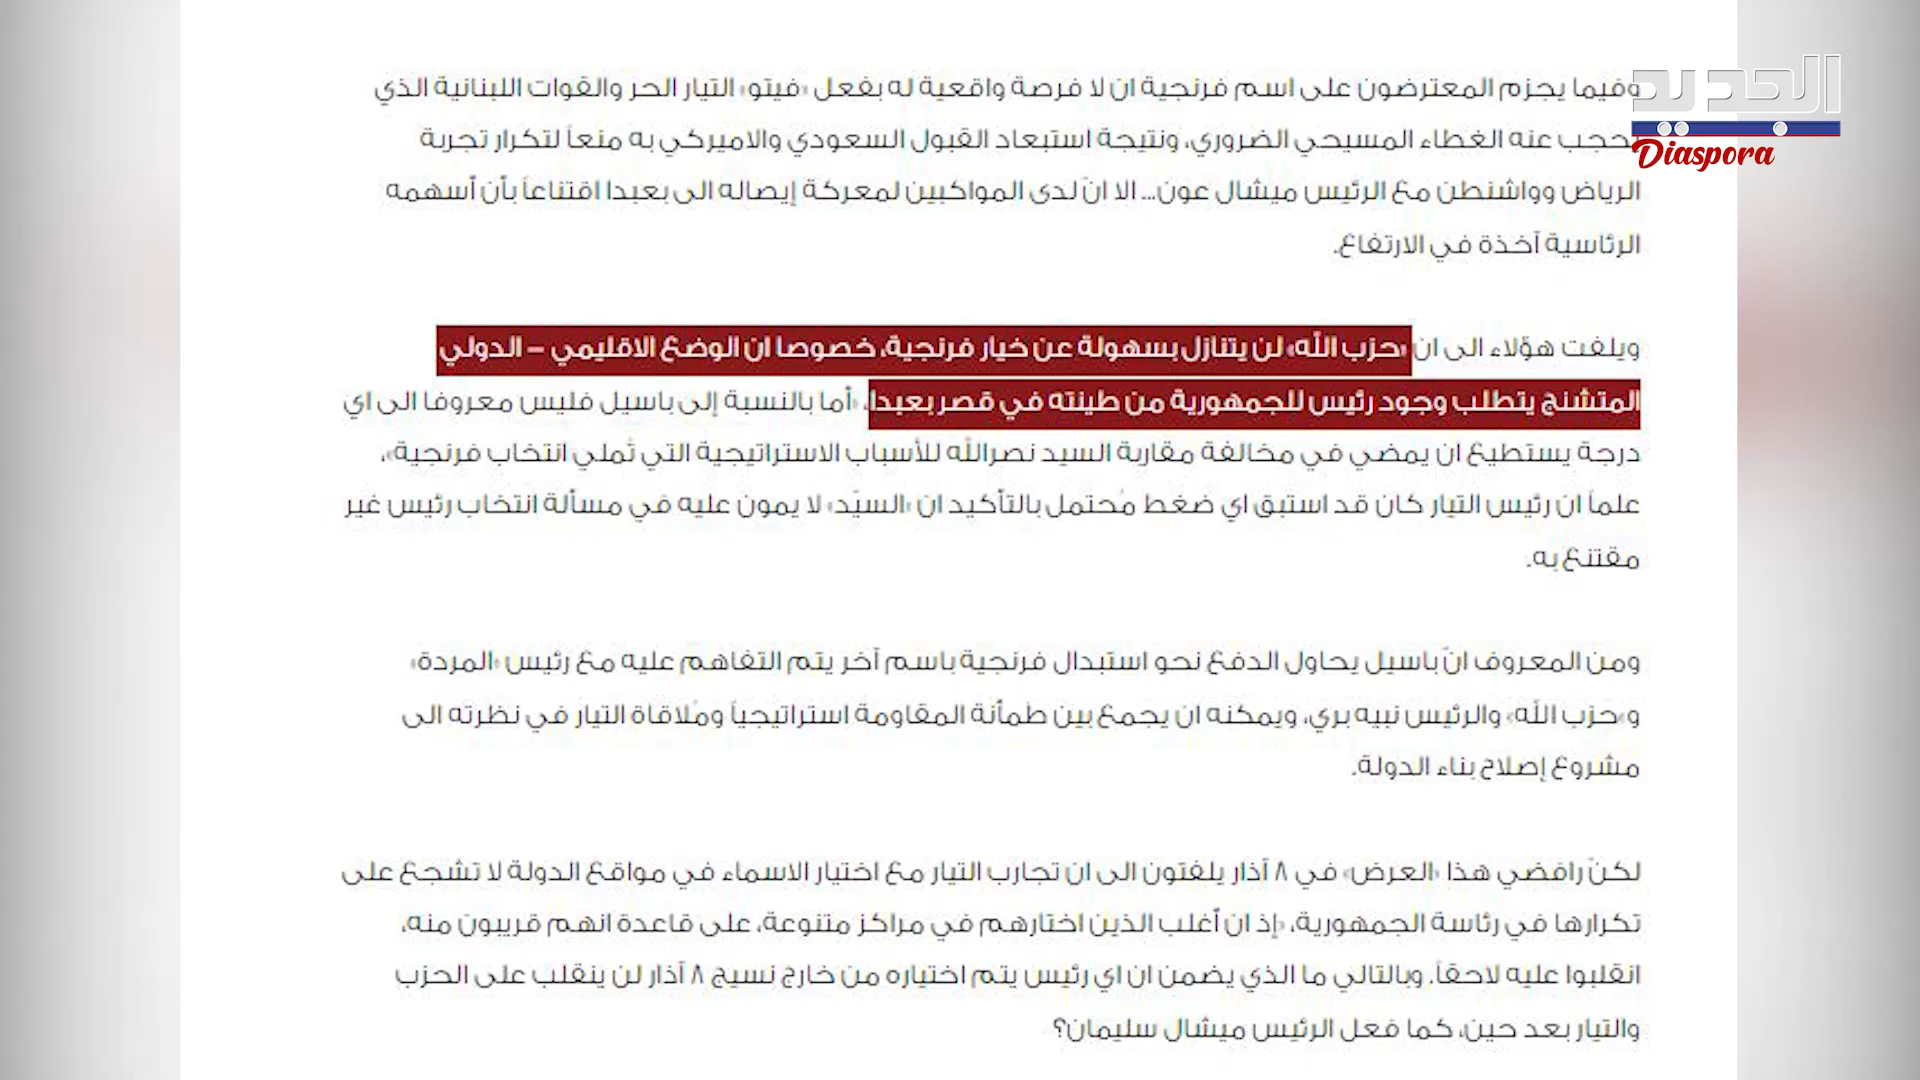 الجديد
Diaspora
وفيما يجزم المعترضون على اسم فرنجية ان لا فرصة واقعية له بفعل «فيتو» التيار الحر والقوات اللبنانية الذي
يحجب عنه الغطاء المسيحي الضروري، ونتيجة استبعاد القبول السعودي والاميركي به منعاً لتكرار تجربة
الرياض وواشنطن مع الرئيس ميشال عون... الا انّ لدى المواكبين لمعركة إيصاله الى بعبدا اقتناعاً بأن أسهمه
الرئاسية آخذة في الارتفاع.
ويلفت هؤلاء الى ان «حزب الله» لن يتنازل بسهولة عن خيار فرنجية، خصوصا ان الوضع الاقليمي – الدولي
المتشنج يتطلب وجود رئيس للجمهورية من طينته في قصر بعبدا، «أما بالنسبة إلى باسيل فليس معروفا الى اي
درجة يستطيع ان يمضي في مخالفة مقاربة السيد نصرالله للأسباب الاستراتيجية التي تُملي انتخاب فرنجية»،
علماً ان رئيس التيار كان قد استبق اي ضغط مُحتمل بالتأكيد ان «السيّد» لا يمون عليه في مسألة انتخاب رئيس غير
مقتنع به.
ومن المعروف انّ باسيل يحاول الدفع نحو استبدال فرنجية باسم آخر يتم التفاهم عليه مع رئيس «المردة»
و»حزب الله» والرئيس نبيه بري، ويمكنه ان يجمع بين طمأنة المقاومة استراتيجياً ومُلاقاة التيار في نظرته الى
مشروع إصلاح بناء الدولة.
لكنّ رافضي هذا «العرض» في ٨ آذار يلفتون الى ان تجارب التيار مع اختيار الاسماء في مواقع الدولة لا تشجع على
تكرارها في رئاسة الجمهورية، «إذ ان أغلب الذين اختارهم في مراكز متنوعة، على قاعدة انهم قريبون منه،
انقلبوا عليه لاحقاً. وبالتالي ما الذي يضمن ان اي رئيس يتم اختياره من خارج نسيج ٨ آذار لن ينقلب على الحزب
والتيار بعد حين، كما فعل الرئيس ميشال سليمان؟